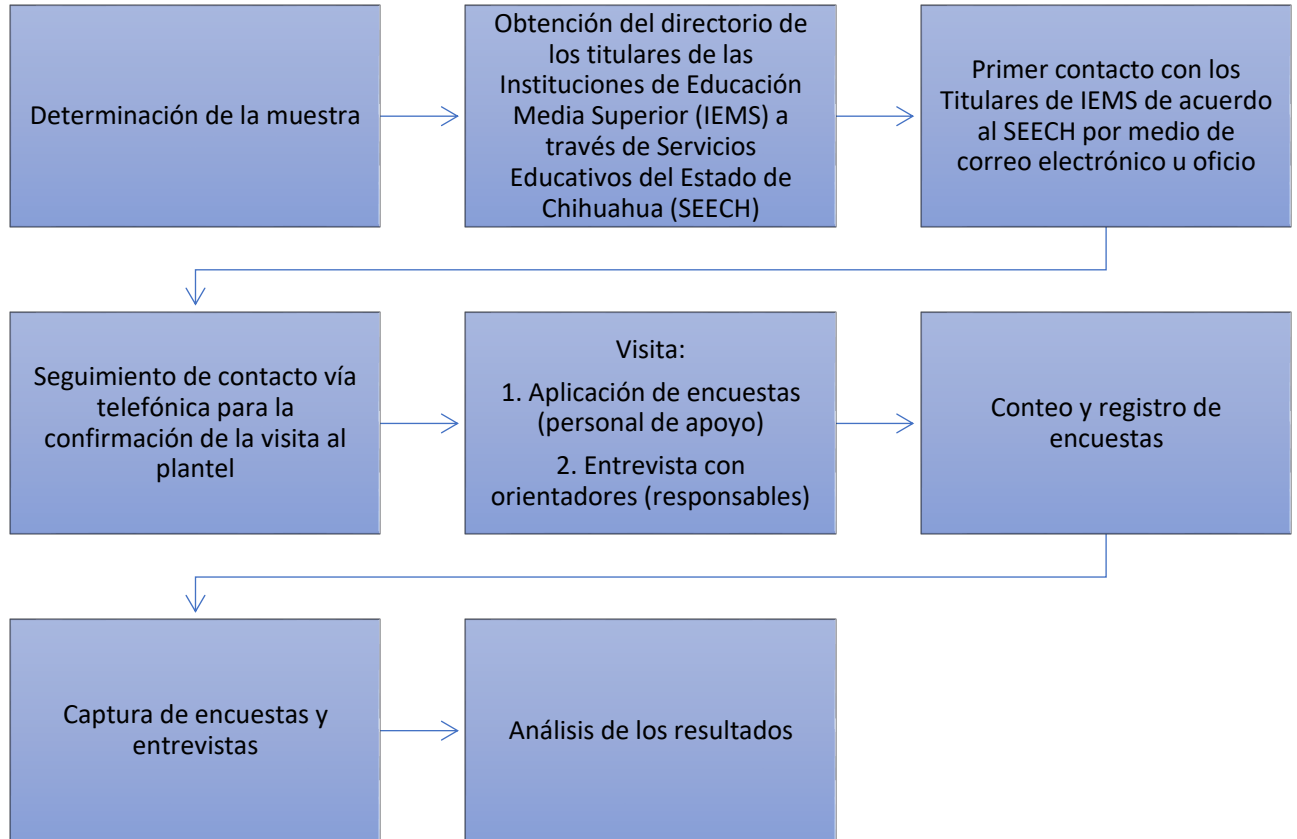 Determinación de la muestra
Obtención del directorio de
los titulares de las
Instituciones de Educación
Media Superior (IEMS) a
través de Servicios
Educativos del Estado de
Chihuahua (SEECH)
Primer contacto con los
Titulares de IEMS de acuerdo
al SEECH por medio de
correo electrónico u oficio
Seguimiento de contacto vía
telefónica para la
confirmación de la visita al
plantel
Visita:
1. Aplicación de encuestas
(personal de apoyo)
2. Entrevista con
orientadores (responsables)
Conteo y registro de
encuestas
Captura de encuestas y
entrevistas
Análisis de los resultados